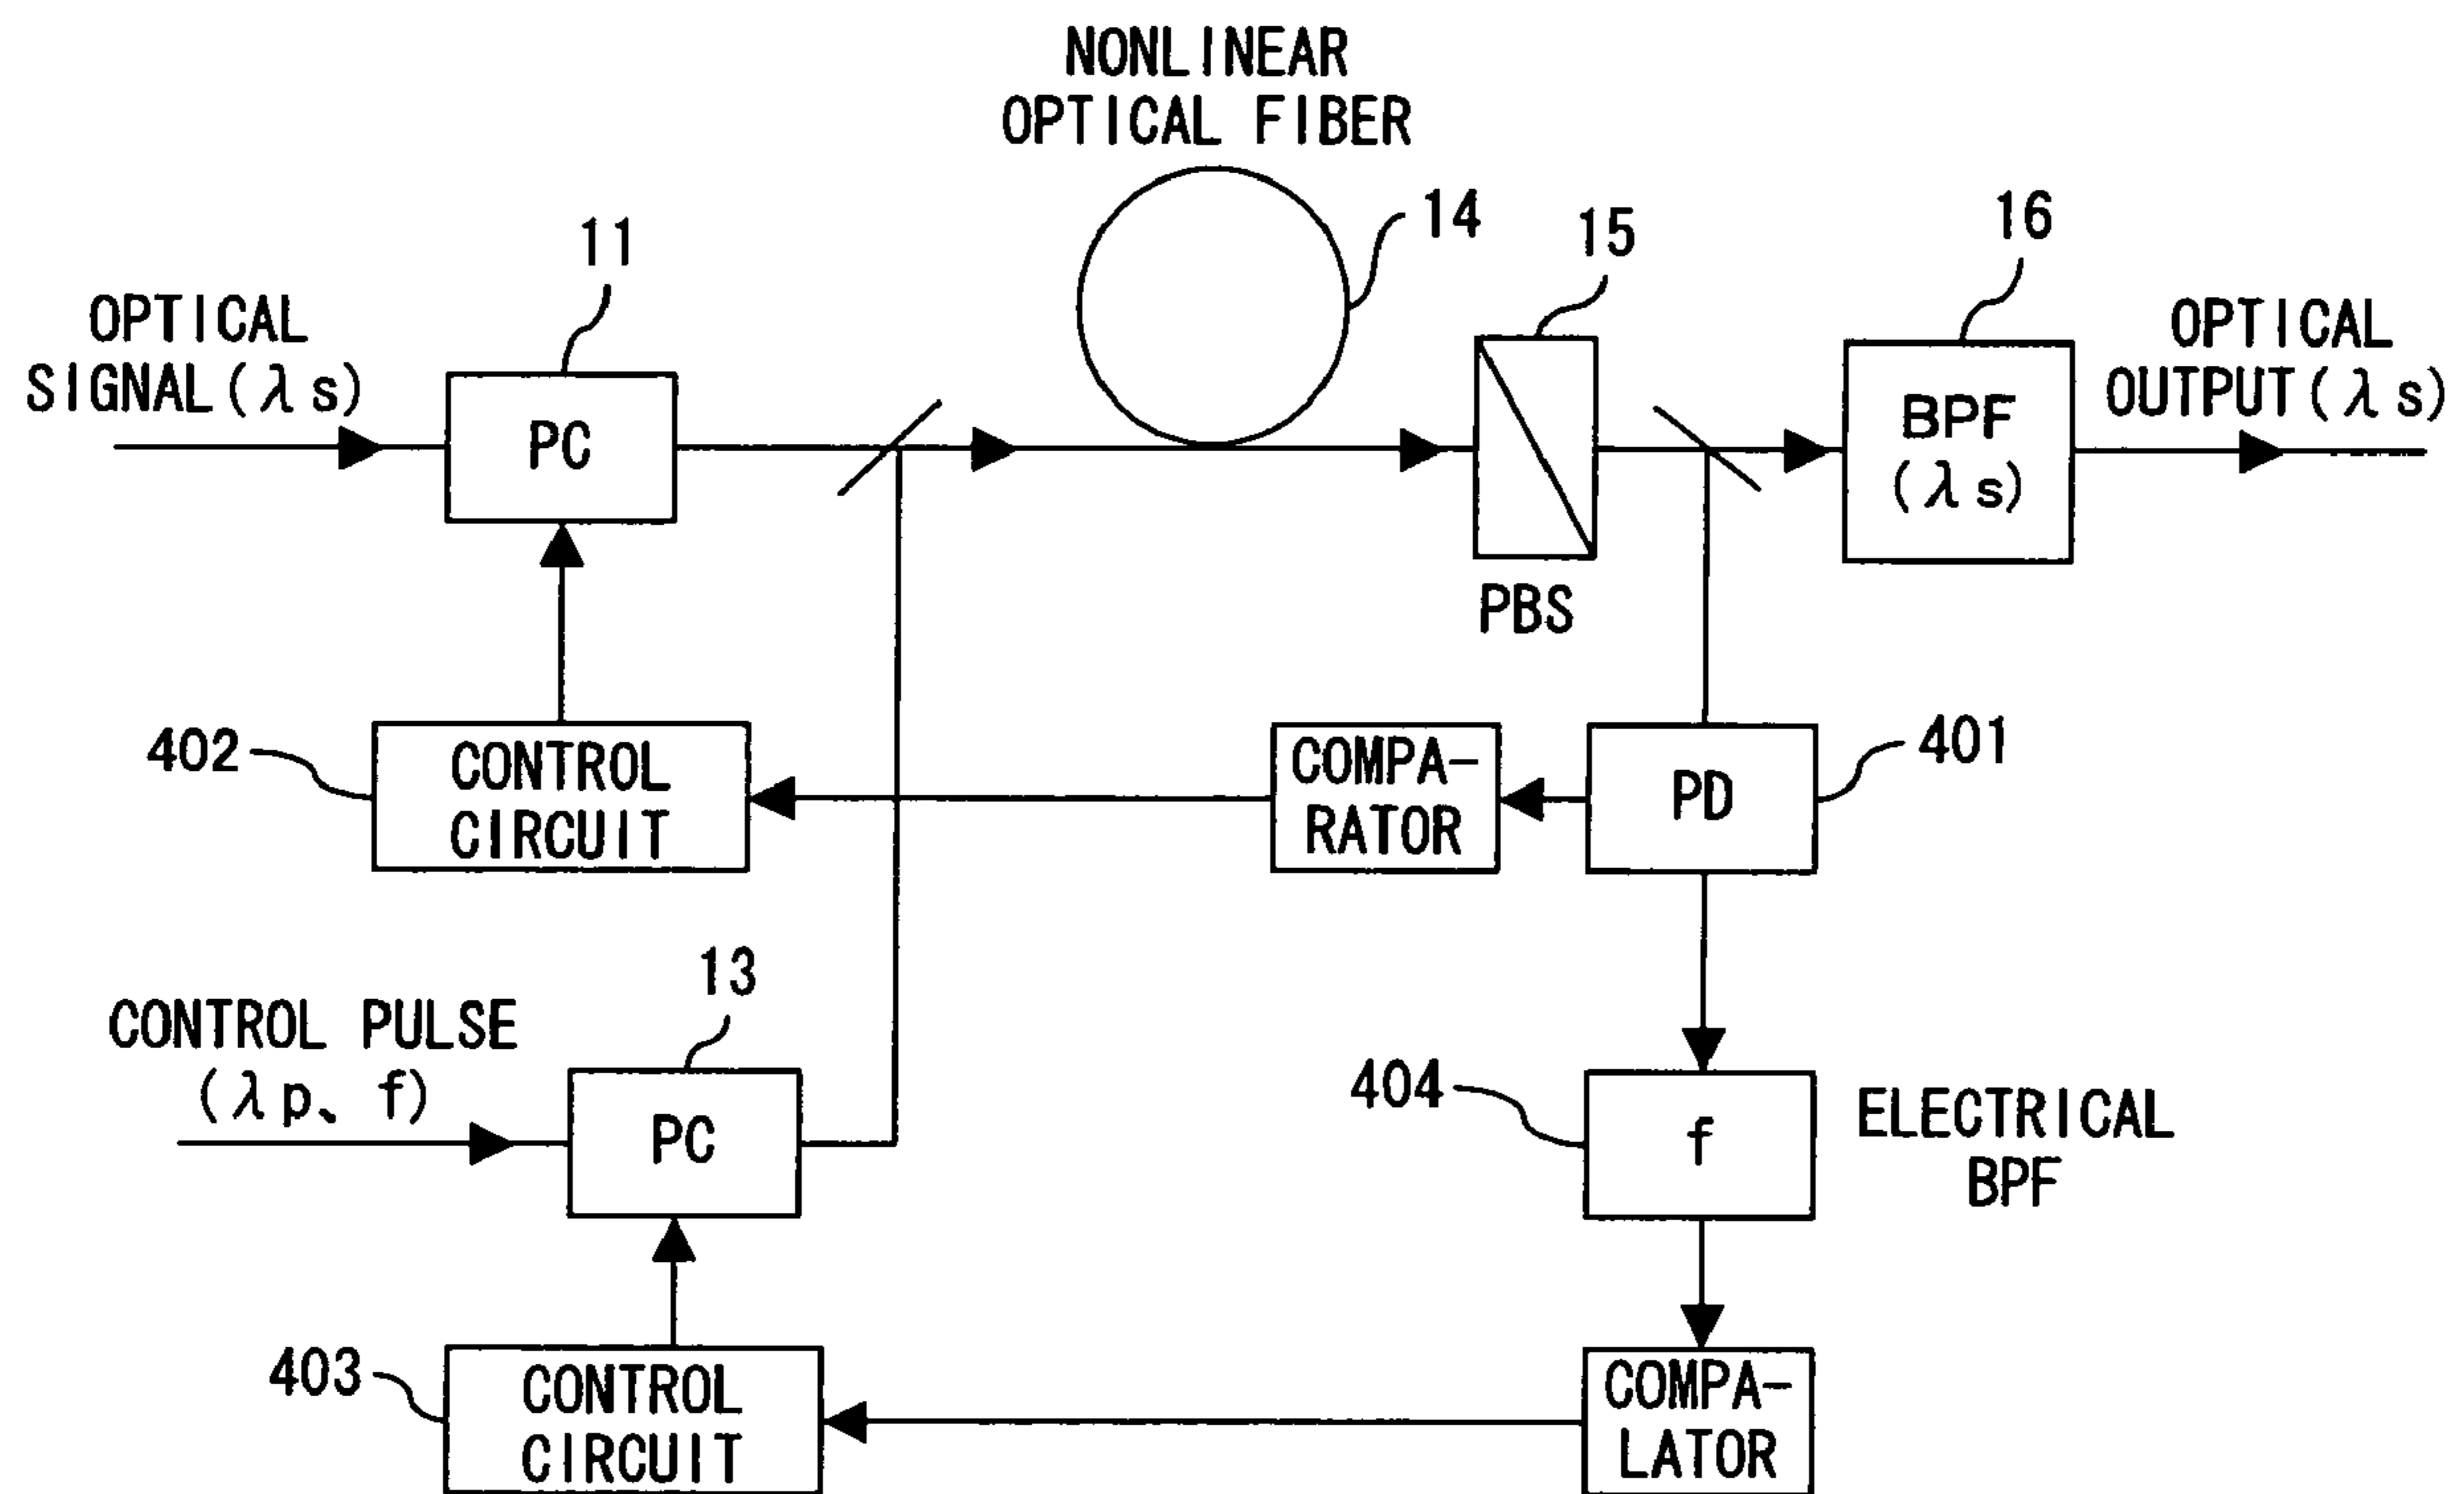 NONLINEAR
OPTICAL FIBER
14
15
16
11
OPTICAL
SIGNAL(λs)
PC
BPF
(λs)
OPTICAL
OUTPUT(λs)
PBS
402
CONTROL
CIRCUIT
COMPA-
RATOR
PD
401
13
CONTROL PULSE
(λp、f)
PC
404
f
ELECTRICAL
BPF
403
CONTROL
CIRCUIT
COMPA-
LATOR